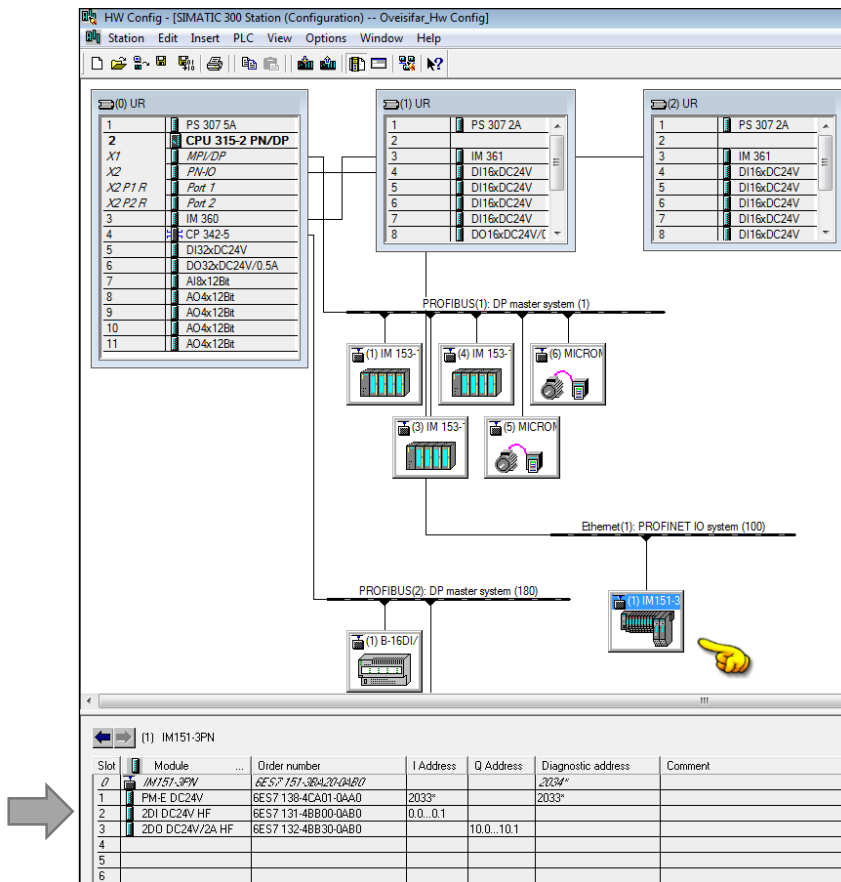 HW Config - [SIMATIC 300 Station (Configuration) -- Oveisifar_Hw Config]
Station Edit Insert PLC View Options Window Help
(0) UR
1 PS 307 5A
2 CPU 315-2 PN/DP
X1 MPI/DP
X2 PN-IO
X2 P1 R Port 1
X2 P2 R Port 2
3 IM 360
4 CP 342-5
5 DI32xDC24V
6 DO32xDC24V/0.5A
7 AI8x12Bit
8 AO4x12Bit
9 AO4x12Bit
10 AO4x12Bit
11 AO4x12Bit
(1) UR
1 PS 307 2A
2
3 IM 361
4 DI16xDC24V
5 DI16xDC24V
6 DI16xDC24V
7 DI16xDC24V
8 DO16xDC24V/0
(2) UR
1 PS 307 2A
2
3 IM 361
4 DI16xDC24V
5 DI16xDC24V
6 DI16xDC24V
7 DI16xDC24V
8 DI16xDC24V
PROFIBUS(1): DP master system (1)
(1) IM 153-1
(4) IM 153-1
(6) MICROM
(3) IM 153-1
(5) MICROM
Ethernet(1): PROFINET IO system (100)
(1) IM151-3
PROFIBUS(2): DP master system (180)
(1) B-16DI/
(1) IM151-3PN
Slot Module ... Order number I Address Q Address Diagnostic address Comment
0 IM151-3PN 6ES7 151-3BA20-0AB0 2034*
1 PM-E DC24V 6ES7 138-4CA01-0AA0 2033* 2033*
2 2DI DC24V HF 6ES7 131-4BB00-0AB0 0.0...0.1
3 2DO DC24V/2A HF 6ES7 132-4BB30-0AB0 10.0...10.1
4
5
6